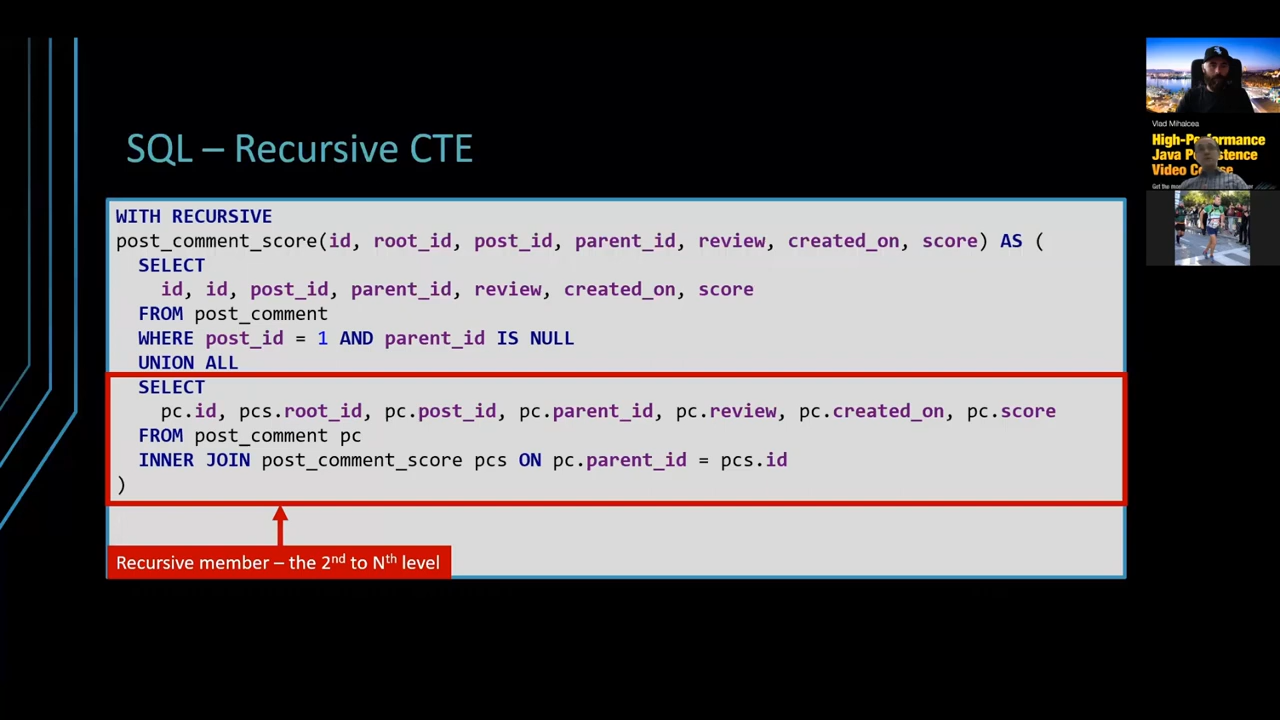 SQL – Recursive CTE
WITH RECURSIVE
post_comment_score(id, root_id, post_id, parent_id, review, created_on, score) AS (
SELECT
id, id, post_id, parent_id, review, created_on, score
FROM post_comment
WHERE post_id = 1 AND parent_id IS NULL
UNION ALL
SELECT
pc.id, pcs.root_id, pc.post_id, pc.parent_id, pc.review, pc.created_on, pc.score
FROM post_comment pc
INNER JOIN post_comment_score pcs ON pc.parent_id = pcs.id
)
Recursive member – the 2nd to Nth level
Vlad Mihalcea
High-Performance
Java Persistence
Video Course
Get the